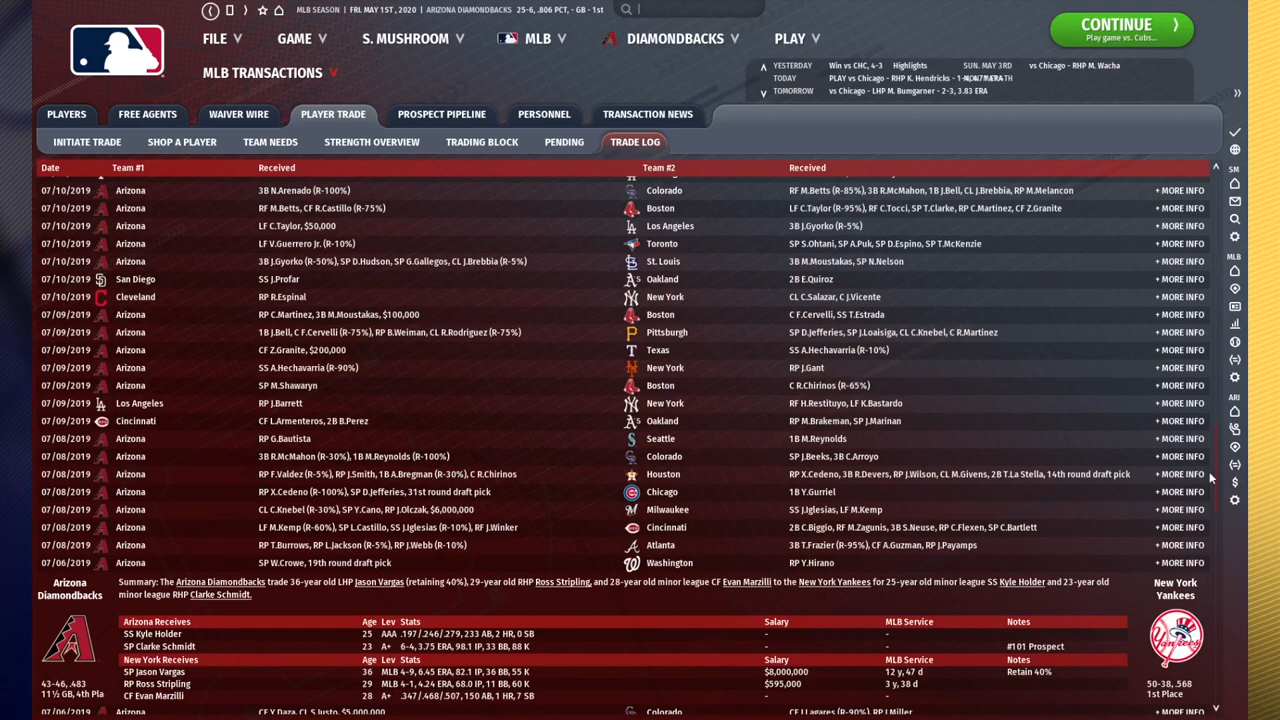 MLB SEASON | FRI. MAY 1ST , 2020 | ARIZONA DIAMONDBACKS 25-6, .806 PCT, - GB - 1st
CONTINUE
Play game vs. Cubs...
FILE GAME S. MUSHROOM MLB DIAMONDBACKS PLAY
MLB TRANSACTIONS
YESTERDAY Win vs CHC, 4-3 Highlights SUN. MAY 3RD vs Chicago - RHP M. Wacha
TODAY PLAY vs Chicago - RHP K. Hendricks
TOMORROW vs Chicago - LHP M. Bumgarner - 2-3, 3.83 ERA
PLAYERS FREE AGENTS WAIVER WIRE PLAYER TRADE PROSPECT PIPELINE PERSONNEL TRANSACTION NEWS
INITIATE TRADE SHOP A PLAYER TEAM NEEDS STRENGTH OVERVIEW TRADING BLOCK PENDING TRADE LOG
Date Team #1 Received Team #2 Received
07/10/2019 Arizona 3B N.Arenado (R-100%) Colorado RF M.Betts (R-85%), 3B R.McMahon, 1B J.Bell, CL J.Brebbia, RP M.Melancon + MORE INFO
07/10/2019 Arizona RF M.Betts, CF R.Castillo (R-75%) Boston LF C.Taylor (R-95%), RF C.Tocci, SP T.Clarke, RP C.Martinez, CF Z.Granite + MORE INFO
07/10/2019 Arizona LF C.Taylor, $50,000 Los Angeles 3B J.Gyorko (R-5%) + MORE INFO
07/10/2019 Arizona LF V.Guerrero Jr. (R-10%) Toronto SP S.Ohtani, SP A.Puk, SP D.Espino, SP T.McKenzie + MORE INFO
07/10/2019 Arizona 3B J.Gyorko (R-50%), SP D.Hudson, SP G.Gallegos, CL J.Brebbia (R-5%) St. Louis 3B M.Moustakas, SP N.Nelson + MORE INFO
07/10/2019 San Diego SS J.Profar Oakland 2B E.Quiroz + MORE INFO
07/10/2019 Cleveland RP R.Espinal New York CL C.Salazar, C J.Vicente + MORE INFO
07/09/2019 Arizona RP C.Martinez, 3B M.Moustakas, $100,000 Boston C F.Cervelli, SS T.Estrada + MORE INFO
07/09/2019 Arizona 1B J.Bell, C F.Cervelli (R-75%), RP B.Weiman, CL R.Rodriguez (R-75%) Pittsburgh SP D.Jefferies, SP J.Loaisiga, CL C.Knebel, C R.Martinez + MORE INFO
07/09/2019 Arizona CF Z.Granite, $200,000 Texas SS A.Hechavarria (R-10%) + MORE INFO
07/09/2019 Arizona SS A.Hechavarria (R-90%) New York RP J.Gant + MORE INFO
07/09/2019 Arizona SP M.Shawaryn Boston C R.Chirinos (R-65%) + MORE INFO
07/09/2019 Los Angeles RP J.Barrett New York RF H.Restituyo, LF K.Bastardo + MORE INFO
07/09/2019 Cincinnati CF L.Armenteros, 2B B.Perez Oakland RP M.Brakeman, SP J.Marinan + MORE INFO
07/08/2019 Arizona RP G.Bautista Seattle 1B M.Reynolds + MORE INFO
07/08/2019 Arizona 3B R.McMahon (R-30%), 1B M.Reynolds (R-100%) Colorado SP J.Beeks, 3B C.Arroyo + MORE INFO
07/08/2019 Arizona RP F.Valdez (R-5%), RP J.Smith, 1B A.Bregman (R-30%), C R.Chirinos Houston RP X.Cedeno, 3B R.Devers, RP J.Wilson, CL M.Givens, 2B T.La Stella, 14th round draft pick + MORE INFO
07/08/2019 Arizona RP X.Cedeno (R-100%), SP D.Jefferies, 31st round draft pick Chicago 1B Y.Gurriel + MORE INFO
07/08/2019 Arizona CL C.Knebel (R-30%), SP Y.Cano, RP J.Olczak, $6,000,000 Milwaukee SS J.Iglesias, LF M.Kemp + MORE INFO
07/08/2019 Arizona LF M.Kemp (R-60%), SP L.Castillo, SS J.Iglesias (R-10%), RF J.Winker Cincinnati 2B C.Biggio, RF M.Zagunis, 3B S.Neuse, RP C.Flexen, SP C.Bartlett + MORE INFO
07/08/2019 Arizona RP T.Burrows, RP L.Jackson (R-5%), RP J.Webb (R-10%) Atlanta 3B T.Frazier (R-95%), CF A.Guzman, RP J.Payamps + MORE INFO
07/06/2019 Arizona SP W.Crowe, 19th round draft pick Washington RP Y.Hirano + MORE INFO
Arizona Diamondbacks
Summary: The Arizona Diamondbacks trade 36-year old LHP Jason Vargas (retaining 40%), 29-year old RHP Ross Stripling, and 28-year old minor league CF Evan Marzilli to the New York Yankees for 25-year old minor league SS Kyle Holder and 23-year old
minor league RHP Clarke Schmidt.
New York Yankees
Arizona Receives Age Lev Stats Salary MLB Service Notes
SS Kyle Holder 25 AAA .197/.246/.279, 233 AB, 2 HR, 0 SB - -
SP Clarke Schmidt 23 A+ 6-4, 3.75 ERA, 98.1 IP, 33 BB, 88 K - - #101 Prospect
New York Receives Age Lev Stats Salary MLB Service Notes
SP Jason Vargas 36 MLB 4-9, 6.45 ERA, 82.1 IP, 36 BB, 55 K $8,000,000 12 y, 47 d Retain 40%
RP Ross Stripling 29 MLB 4-1, 4.24 ERA, 68.0 IP, 11 BB, 60 K $595,000 3 y, 38 d
CF Evan Marzilli 28 A+ .347/.468/.507, 150 AB, 1 HR, 7 SB - -
43-46, .483
11½ GB, 4th Pla
50-38, .568
1st Place
07/06/2019 Arizona CF Y.Daza, CL S.Justo, $5,000,000 Colorado CF J.Lagares (R-90%), RP J.Miller + MORE INFO
SM
MLB
ARI